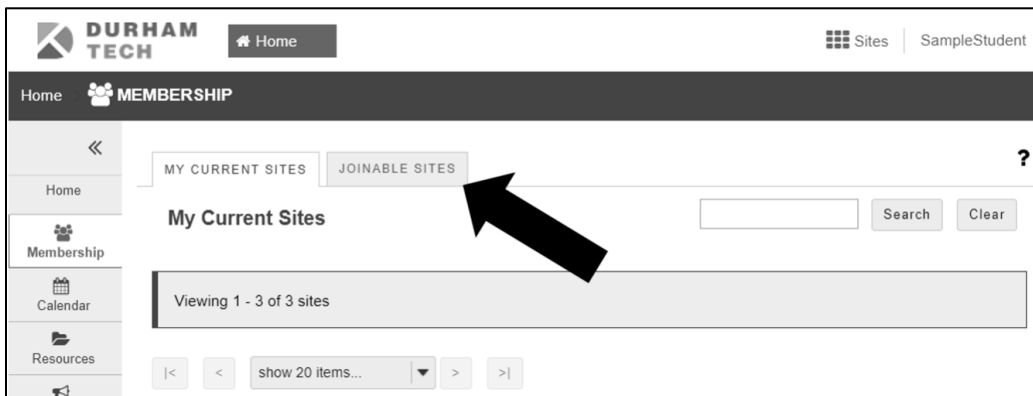 DURHAM
TECH
Home
Sites
SampleStudent
Home
MEMBERSHIP
MY CURRENT SITES
JOINABLE SITES
?
Home
My Current Sites
Search
Clear
Membership
Calendar
Viewing 1 - 3 of 3 sites
Resources
|<
<
show 20 items...
>
>|